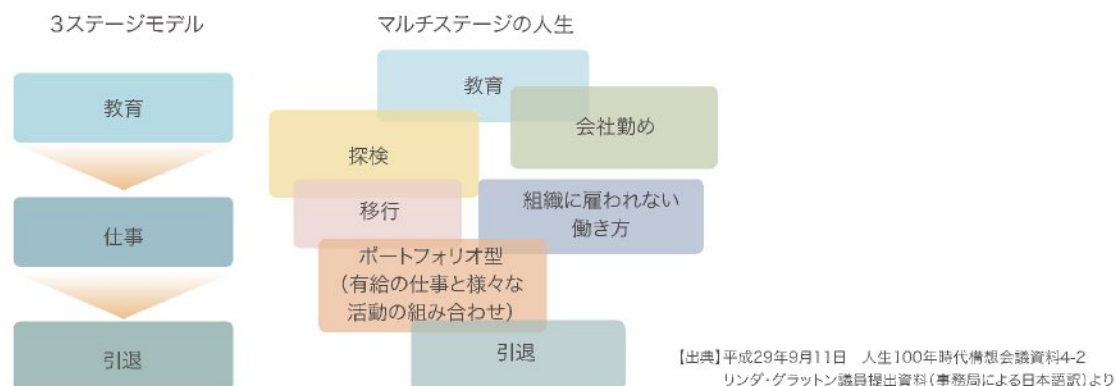 3ステージモデル
教育
仕事
引退
マルチステージの人生
教育
会社勤め
探検
移行
組織に雇われない
働き方
ポートフォリオ型
(有給の仕事と様々な
活動の組み合わせ)
引退
【出典】平成29年9月11日 人生100年時代構想会議資料4-2
リンダ・グラットン議員提出資料(事務局による日本語訳)より